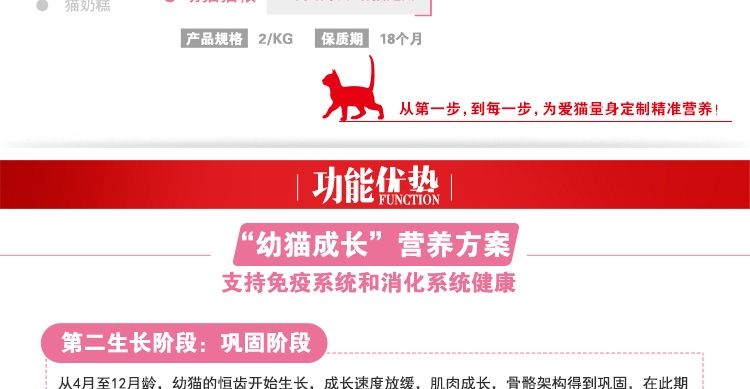 猫奶糕
产品规格 2/KG 保质期 18个月
从第一步,到每一步,为爱猫量身定制精准营养!
功能优垫
FUNCTION
“幼猫成长”营养方案
支持免疫系统和消化系统健康
第二生长阶段:巩固阶段
从4月至12月龄,幼猫的恒齿开始生长,成长速度放缓,肌肉成长,骨骼架构得到巩固,在此期